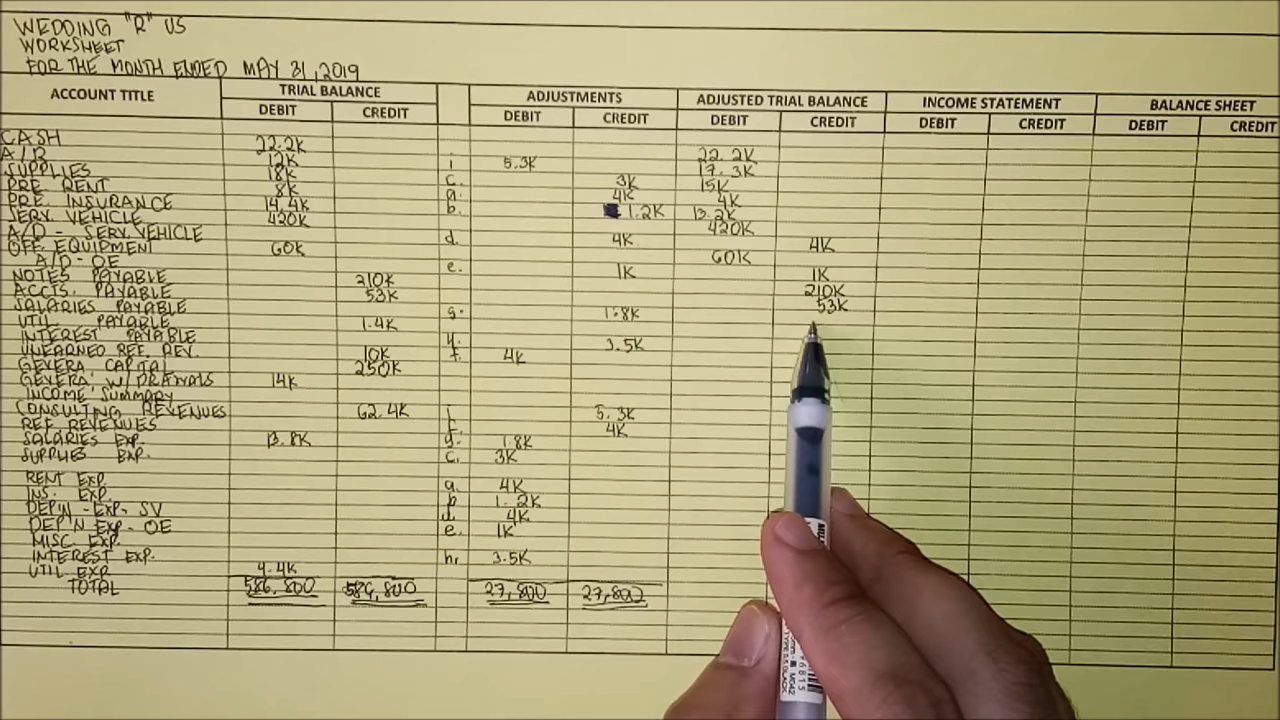 WEDDING "R" US
WORKSHEET
FOR THE MONTH ENDED MAY 31, 2019
ACCOUNT TITLE TRIAL BALANCE ADJUSTMENTS ADJUSTED TRIAL BALANCE INCOME STATEMENT BALANCE SHEET
DEBIT CREDIT DEBIT CREDIT DEBIT CREDIT DEBIT CREDIT DEBIT CREDIT
CASH 22.2K 22.2K
A/R 12K i 5.3K 17.3K
SUPPLIES 18K c. 3K 15K
PRE. RENT 8K a. 4K 4K
PRE. INSURANCE 14.4K b. 1.2K 13.2K
SERV. VEHICLE 420K 420K
A/D - SERV. VEHICLE d. 4K 4K
OFF. EQUIPMENT 60K 60K
A/D - OE e. 1K 1K
NOTES PAYABLE 210K 210K
ACCTS. PAYABLE 53K 53K
SALARIES PAYABLE g. 1.8K
UTIL. PAYABLE 1.4K
INTEREST PAYABLE 3.5K
UNEARNED REF. REV. 10K f. 4K
GEVERA, CAPITAL 250K
GEVERA, W/DRAWALS 14K
INCOME SUMMARY
CONSULTING REVENUES 62.4K i 5.3K
REF. REVENUES f. 4K
SALARIES EXP. 13.8K g. 1.8K
SUPPLIES EXP. c. 3K
RENT EXP. a. 4K
INS. EXP. b 1.2K
DEP'N - EXP. SV d 4K
DEP'N EXP - OE e. 1K
MISC. EXP.
INTEREST EXP. h. 3.5K
UTIL. EXP 4.4K
TOTAL 586,800 586,800 27,800 27,800